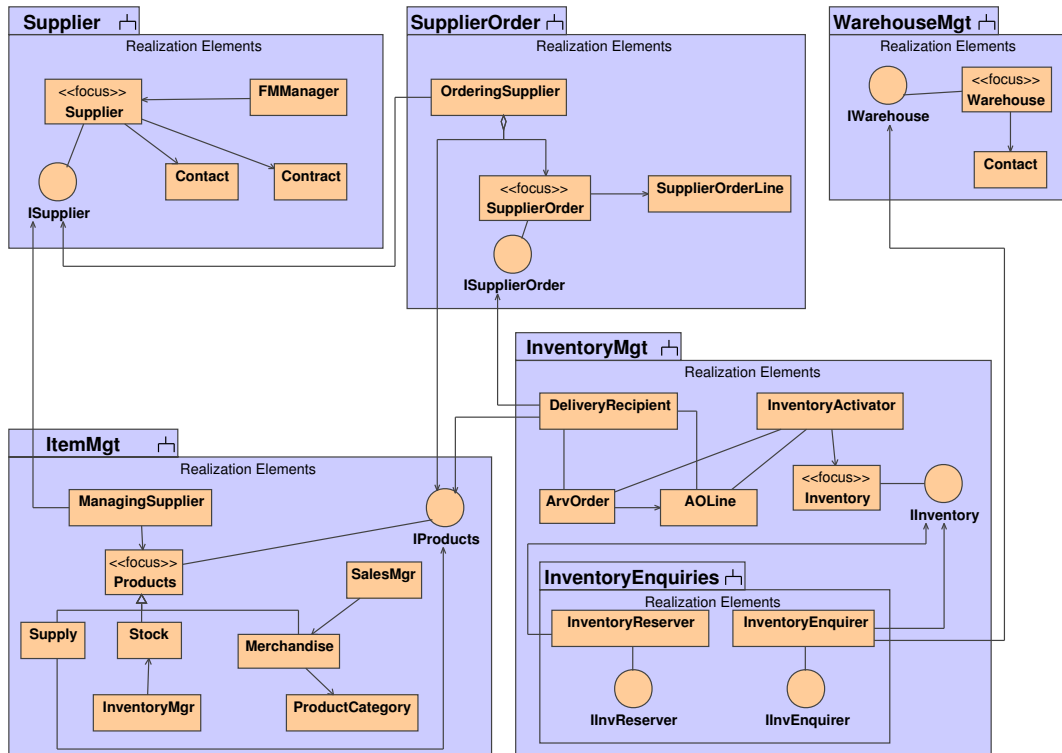 Supplier
Realization Elements
<<focus>>
Supplier
FMManager
Contact
Contract
ISupplier
SupplierOrder
Realization Elements
OrderingSupplier
<<focus>>
SupplierOrder
SupplierOrderLine
ISupplierOrder
WarehouseMgt
Realization Elements
IWarehouse
<<focus>>
Warehouse
Contact
ItemMgt
Realization Elements
ManagingSupplier
IProducts
<<focus>>
Products
SalesMgr
Supply
Stock
Merchandise
InventoryMgr
ProductCategory
InventoryMgt
Realization Elements
DeliveryRecipient
InventoryActivator
<<focus>>
Inventory
IInventory
ArvOrder
AOLine
InventoryEnquiries
Realization Elements
InventoryReserver
InventoryEnquirer
IInvReserver
IInvEnquirer